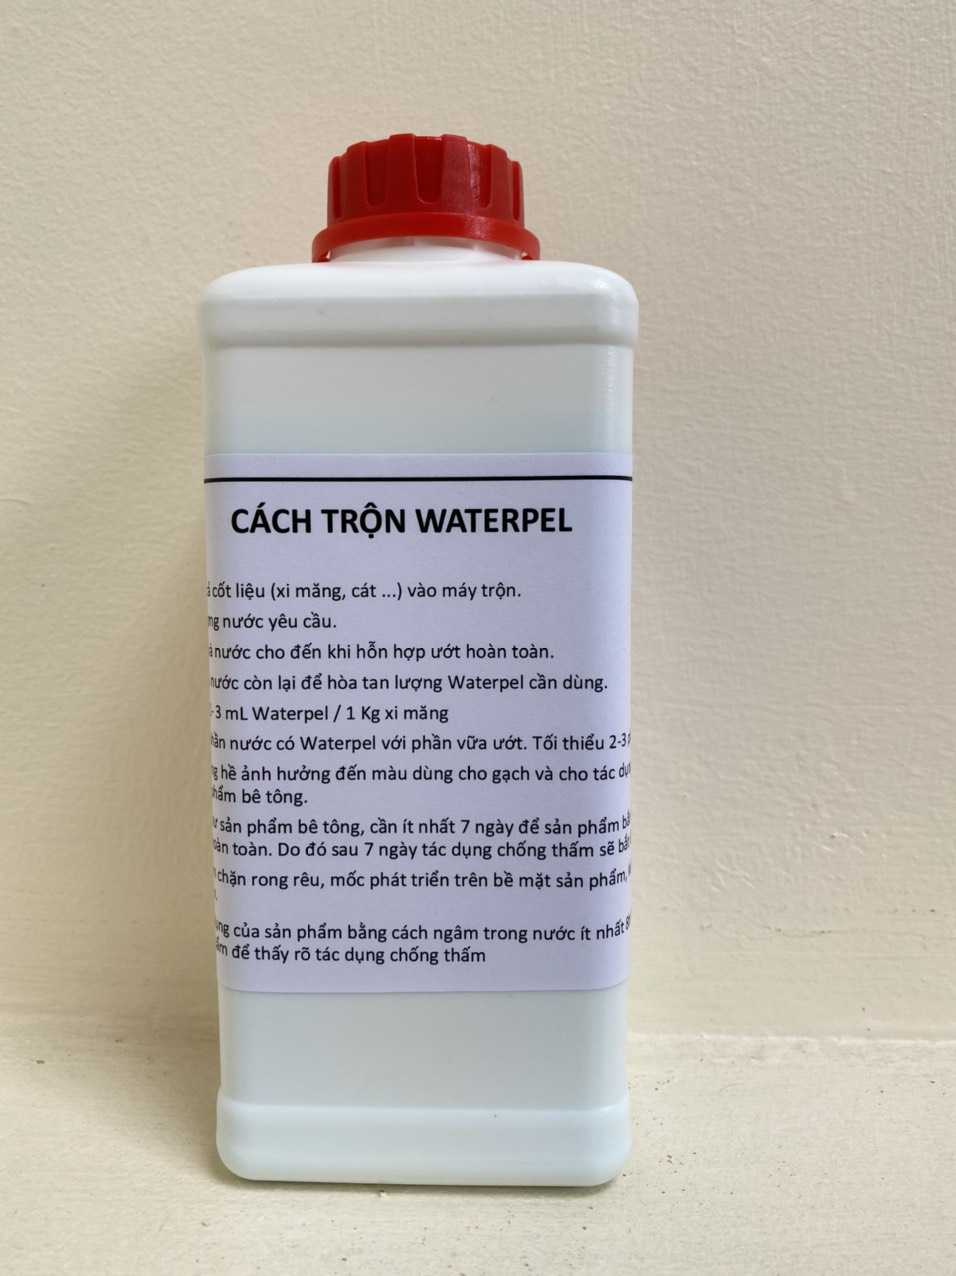 CÁCH TRỘN WATERPEL
cốt liệu (xi măng, cát ...) vào máy trộn.
nước yêu cầu.
nước cho đến khi hỗn hợp ướt hoàn toàn.
nước còn lại để hòa tan lượng Waterpel cần dùng.
3 mL Waterpel / 1 Kg xi măng
nước có Waterpel với phần vữa ướt. Tối thiểu 2-3
hề ảnh hưởng đến màu dùng cho gạch và cho tác
bê tông.
sản phẩm bê tông, cần ít nhất 7 ngày để sản phẩm
toàn. Do đó sau 7 ngày tác dụng chống thấm sẽ
chặn rong rêu, mốc phát triển trên bề mặt sản phẩm,
của sản phẩm bằng cách ngâm trong nước ít nhất
để thấy rõ tác dụng chống thấm